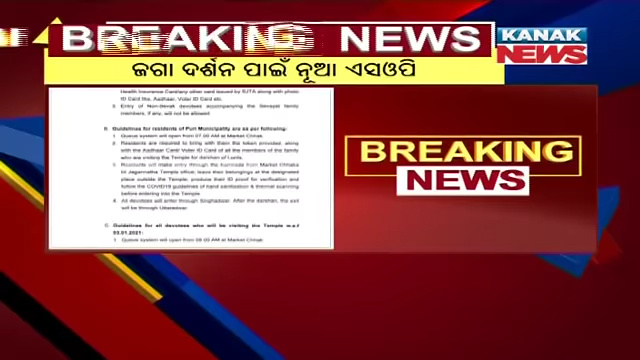 BREAKING NEWS
KANAK
NEWS
ଜଗା ଦର୍ଶନ ପାଇଁ ନୂଆ ଏସଓପି
Health Insurance Card/any other card issued by SJTA along with photo
ID Card like, Aadhaar, Voter ID Card etc.
Entry of Non-Sevak devotees accompanying the Sevayat family
members, if any, will not be allowed.
B. Guidelines for residents of Puri Municipality are as per following:
1. Queue system will open from 07.00 AM at Market Chhak.
2. Residents are required to bring with them the token provided, along
with the Aadhaar Card/ Voter ID Card of all the members of the family
who are visiting the Temple for darshan of Lords.
3. Residents will make entry through the barricade from Market Chhaka
to Jagannatha Temple office, leave their belongings at the designated
place outside the Temple, produce their ID proof for verification and
follow the COVID19 guidelines of hand sanitization & thermal scanning
before entering into the Temple.
4. All devotees will enter through Singhadwar. After the darshan, the exit
will be through Uttardwar.
C. Guidelines for all devotees who will be visiting the Temple w.e.f
03.01.2021:
1. Queue system will open from 08.00 AM at Market Chhak.
BREAKING
NEWS